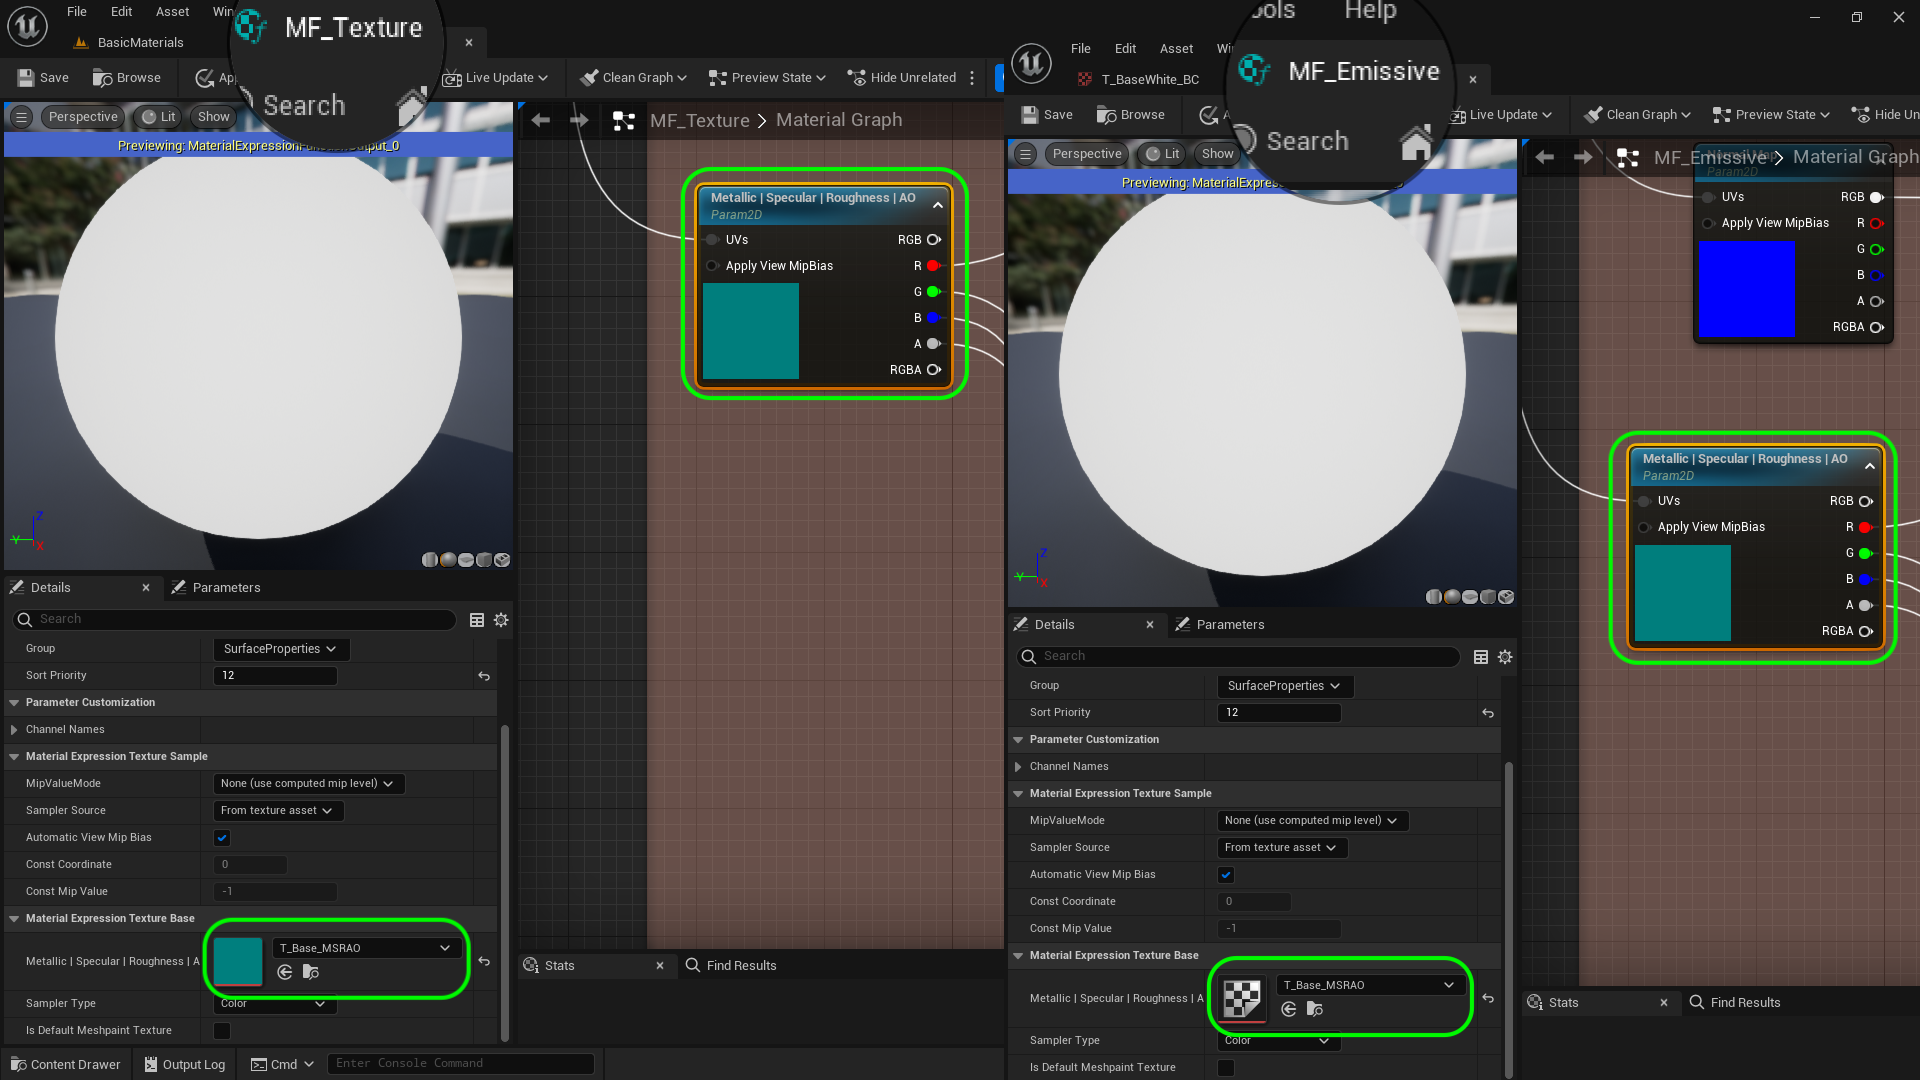 File Edit Asset Win
MF_Texture
BasicMaterials
Save Browse Ap Live Update Clean Graph Preview State Hide Unrelated
Search
Perspective Lit Show
Previewing: MaterialExpressionFunctionOutput_0
MF_Texture > Material Graph
Metallic | Specular | Roughness | AO
Param2D
UVs RGB
Apply View MipBias R
G
B
A
RGBA
Z
Y
X
Details Parameters
Search
Group SurfaceProperties
Sort Priority 12
Parameter Customization
Channel Names
Material Expression Texture Sample
MipValueMode None (use computed mip level)
Sampler Source From texture asset
Automatic View Mip Bias
Const Coordinate 0
Const Mip Value -1
Material Expression Texture Base
T_Base_MSRAO
Metallic | Specular | Roughness | A
Sampler Type Color
Is Default Meshpaint Texture
Stats Find Results
Content Drawer Output Log Cmd Enter Console Command
ools Help
File Edit Asset Wi
MF_Emissive
T_BaseWhite_BC
Save Browse A Live Update Clean Graph Preview State Hide Un
Search
Perspective Lit Show
Previewing: MaterialExpres
MF_Emissive > Material Graph
Param2D
UVs RGB
Apply View MipBias R
G
B
A
RGBA
Metallic | Specular | Roughness | AO
Param2D
UVs RGB
Apply View MipBias R
G
B
A
RGBA
Z
Y
X
Details Parameters
Search
Group SurfaceProperties
Sort Priority 12
Parameter Customization
Channel Names
Material Expression Texture Sample
MipValueMode None (use computed mip level)
Sampler Source From texture asset
Automatic View Mip Bias
Const Coordinate 0
Const Mip Value -1
Material Expression Texture Base
T_Base_MSRAO
Metallic | Specular | Roughness | A
Sampler Type Color
Is Default Meshpaint Texture
Stats Find Results